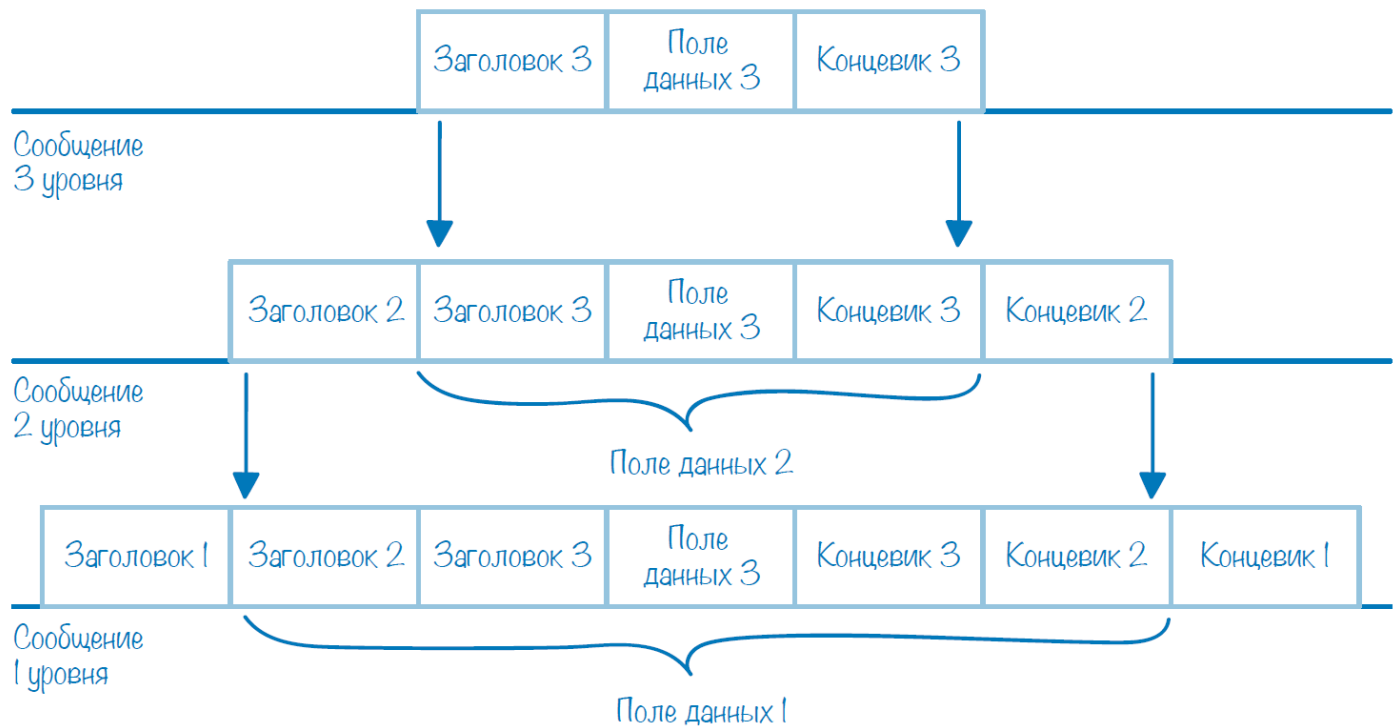 Заголовок 3
Поле
данных 3
Концевик 3
Сообщение
3 уровня
Заголовок 2
Заголовок 3
Поле
данных 3
Концевик 3
Концевик 2
Сообщение
2 уровня
Поле данных 2
Заголовок 1
Заголовок 2
Заголовок 3
Поле
данных 3
Концевик 3
Концевик 2
Концевик 1
Сообщение
1 уровня
Поле данных 1